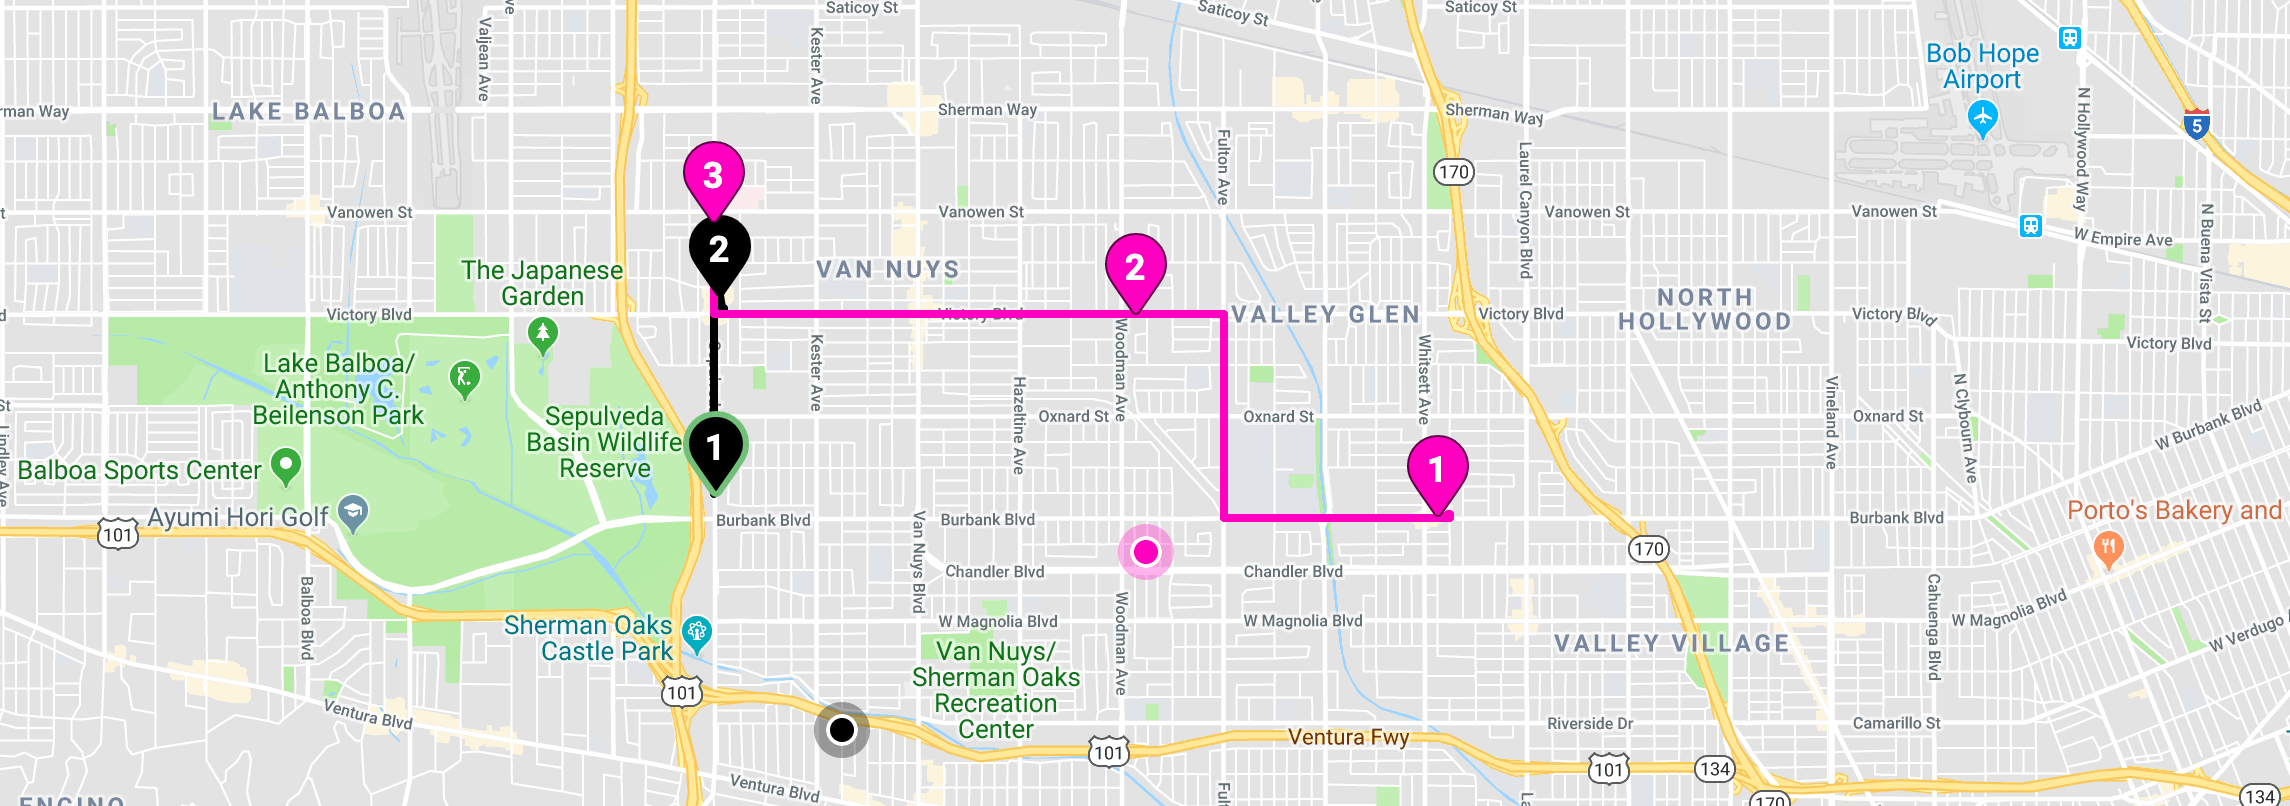 Saticoy St
Saticoy St
Saticoy St
Valjean Ave
Kester Ave
Bob Hope
Airport
rman Way
LAKE BALBOA
Sherman Way
Sherman Way
N Hollywood Way
5
Fulton Ave
170
Laurel Canyon Blvd
3
Vanowen St
Vanowen St
Vanowen St
Vanowen St
W Empire Ave
N Buena Vista St
2
The Japanese
Garden
VAN NUYS
2
NORTH
HOLLYWOOD
Victory Blvd
Victory Blvd
VALLEY GLEN
Victory Blvd
Victory Blvd
Victory Blvd
Lake Balboa/
Anthony C.
Beilenson Park
Kester Ave
Woodman Ave
Whitsett Ave
Hazeltine Ave
Vineland Ave
N Clybourn Ave
Sepulveda
Basin Wildlife
Reserve
Oxnard St
Oxnard St
Oxnard St
W Burbank Blvd
Lindley Ave
1
1
Balboa Sports Center
Ayumi Hori Golf
101
Burbank Blvd
Burbank Blvd
Burbank Blvd
Porto's Bakery and
Van Nuys Blvd
170
Chandler Blvd
Chandler Blvd
Balboa Blvd
Woodman Ave
Cahuenga Blvd
W Magnolia Blvd
W Magnolia Blvd
W Magnolia Blvd
W Verdugo
Sherman Oaks
Castle Park
Van Nuys/
Sherman Oaks
Recreation
Center
VALLEY VILLAGE
101
Ventura Blvd
Riverside Dr
Camarillo St
Ventura Fwy
101
101
134
Ventura Blvd
ENCINO
170
134